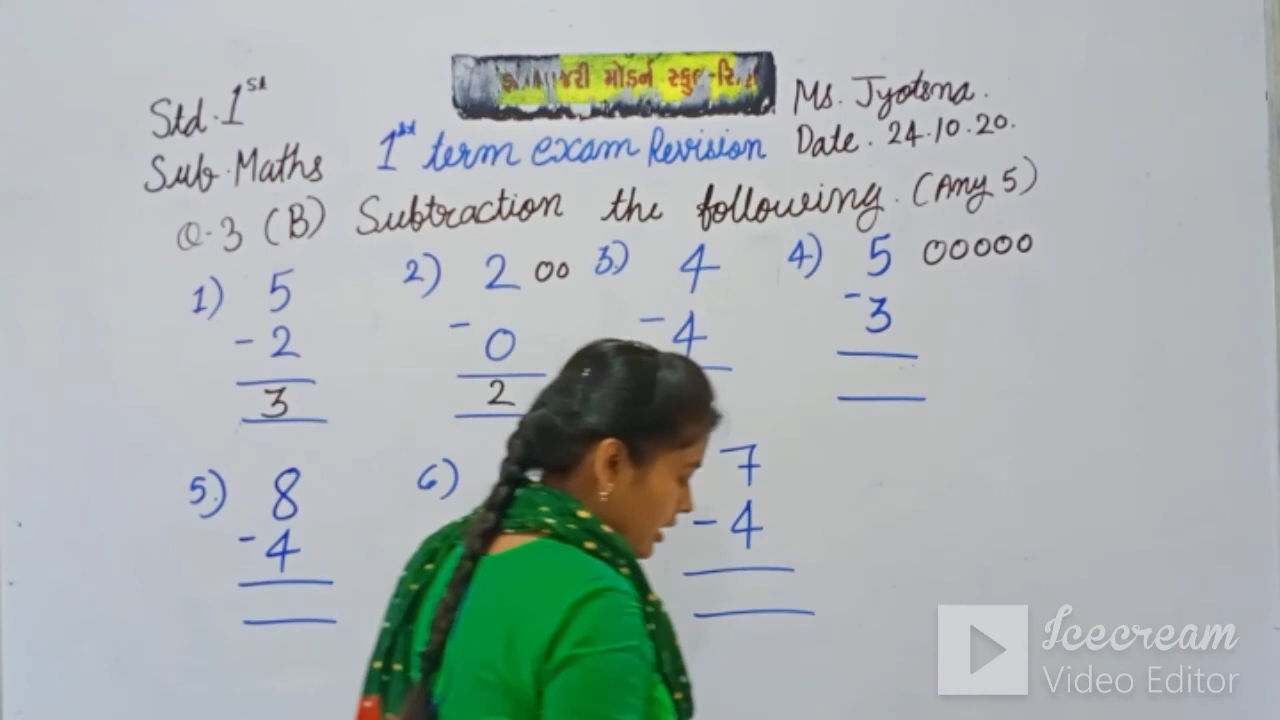 જરી મોડર્ન સ્કુલ
Std. 1st
Ms. Jyotsna.
Sub. Maths
1st term exam Revision
Date. 24.10.20.
Q.3 (B) Subtraction the following. (Any 5)
1) 5
- 2
3
2) 2 00
- 0
2
3) 4
- 4
4) 5 00000
- 3
5) 8
- 4
6)
7
- 4
Icecream
Video Editor